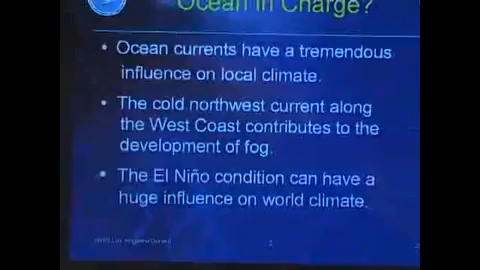 Ocean in Charge?
• Ocean currents have a tremendous
influence on local climate.
• The cold northwest current along
the West Coast contributes to the
development of fog.
• The El Niño condition can have a
huge influence on world climate.